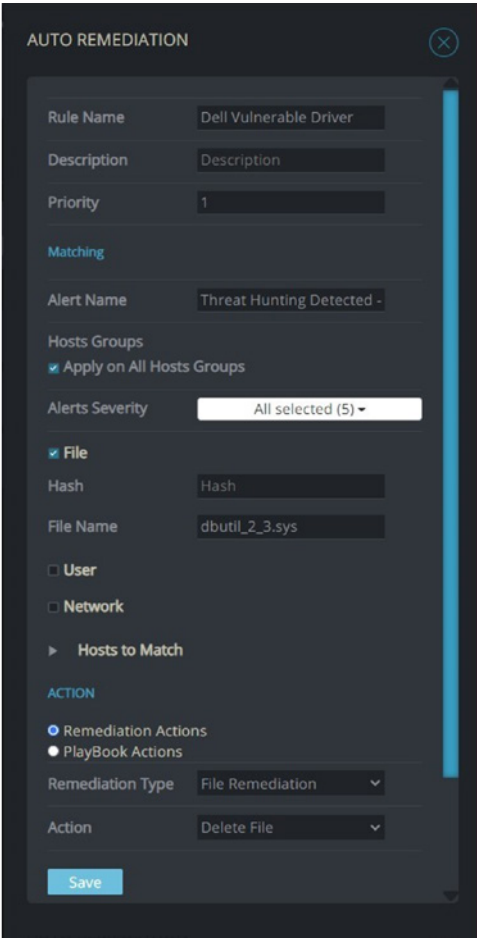 AUTO REMEDIATION
Rule Name Dell Vulnerable Driver
Description Description
Priority 1
Matching
Alert Name Threat Hunting Detected -
Hosts Groups
Apply on All Hosts Groups
Alerts Severity All selected (5)
File
Hash Hash
File Name dbutil_2_3.sys
User
Network
Hosts to Match
ACTION
Remediation Actions
PlayBook Actions
Remediation Type File Remediation
Action Delete File
Save